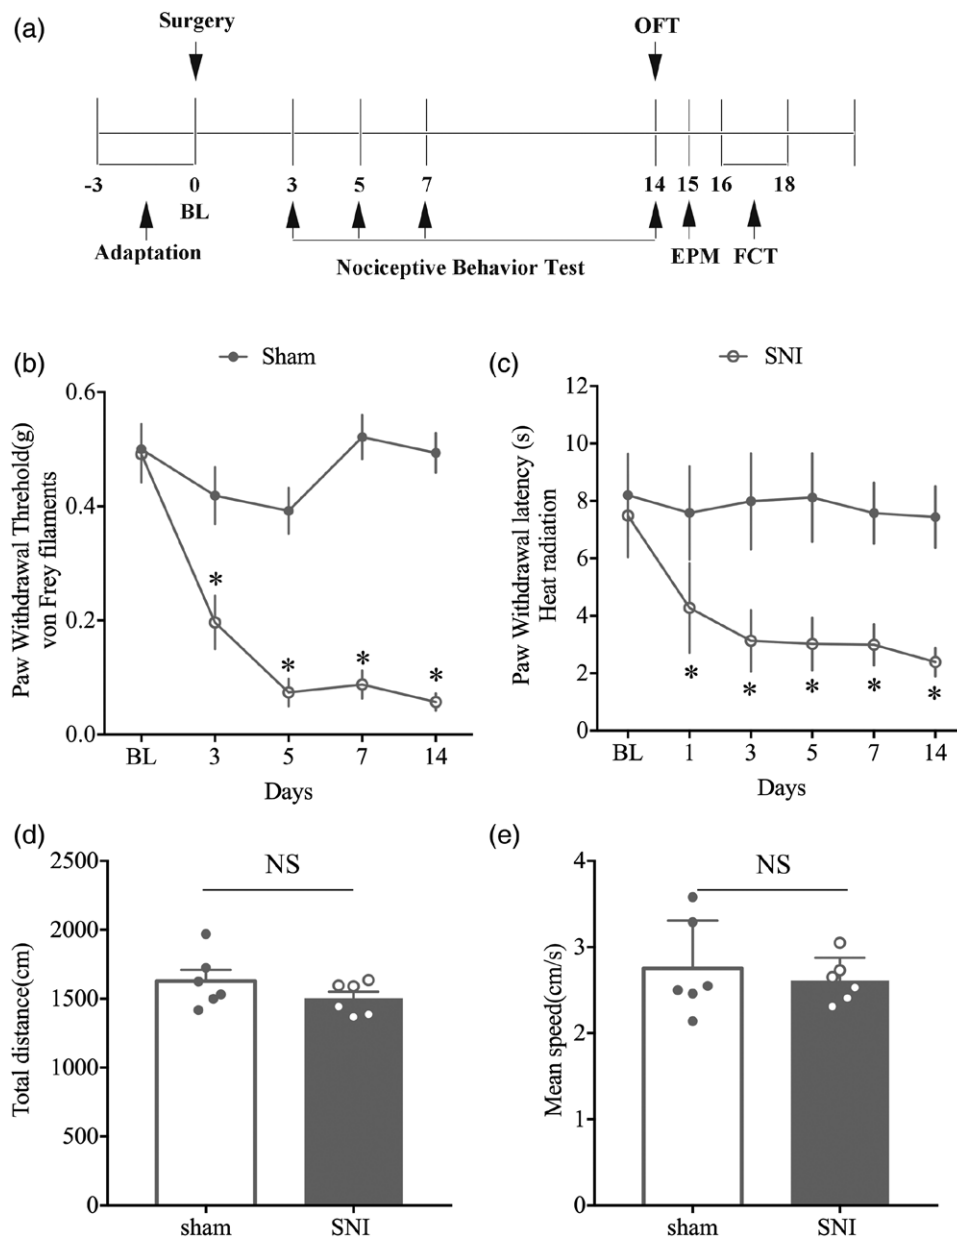 (a)
Surgery
OFT
-3 0 3 5 7 14 15 16 18
BL
Adaptation
Nociceptive Behavior Test
EPM FCT
(b)
Sham
0.6
0.4
0.2
0.0
Paw Withdrawal Threhold(g)
von Frey filaments
* * * *
BL 3 5 7 14
Days
(c)
SNI
12
10
8
6
4
2
0
Paw Withdrawal latency (s)
Heat radiation
* * * * *
BL 1 3 5 7 14
Days
(d)
NS
2500
2000
1500
1000
500
0
Total distance(cm)
sham SNI
(e)
NS
4
3
2
1
0
Mean speed(cm/s)
sham SNI